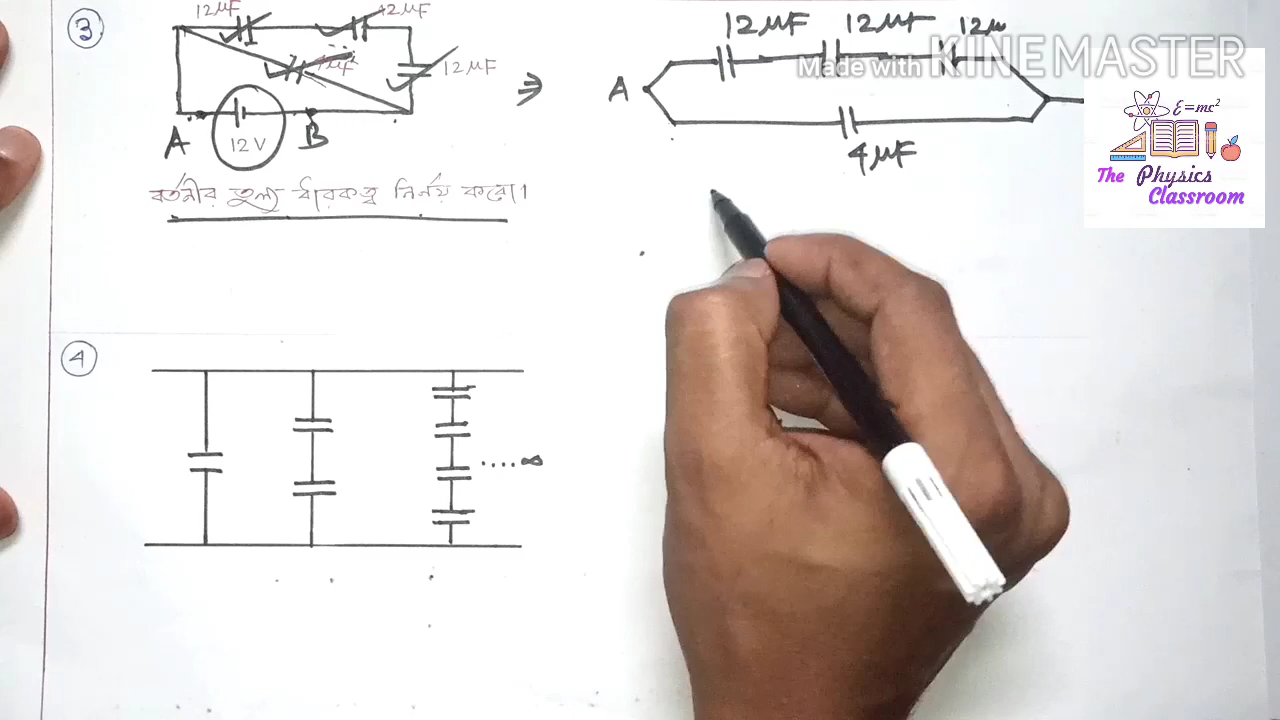 3
12μF
12μF
12μF
A
12V
B
বর্তনীর তুল্য ধারকত্ব নির্ণয় করো।
⇒
A
12μF
12μF
12μ
4μF
Made with KINEMASTER
E=mc²
The Physics
Classroom
4
....∞